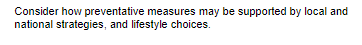 Consider how preventative measures may be supported by local and
national strategies, and lifestyle choices.